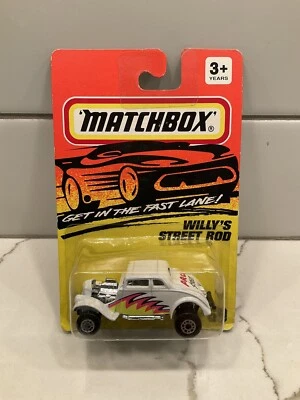 3+
YEARS
MATCHBOX®
GET IN THE FAST LANE!
WILLY'S
STREET ROD